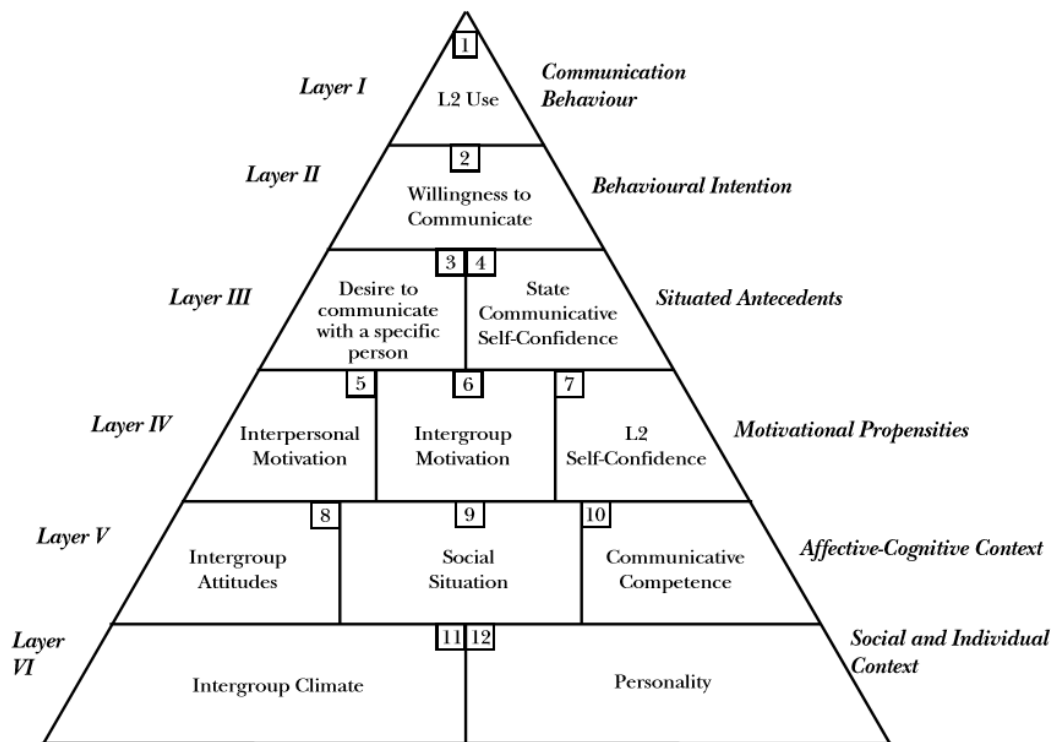 1
Layer I
L2 Use
Communication
Behaviour
2
Layer II
Willingness to
Communicate
Behavioural Intention
3 4
Layer III
Desire to
communicate
with a specific
person
State
Communicative
Self-Confidence
Situated Antecedents
5 6 7
Layer IV
Interpersonal
Motivation
Intergroup
Motivation
L2
Self-Confidence
Motivational Propensities
8 9 10
Layer V
Intergroup
Attitudes
Social
Situation
Communicative
Competence
Affective-Cognitive Context
11 12
Layer
VI
Intergroup Climate
Personality
Social and Individual
Context